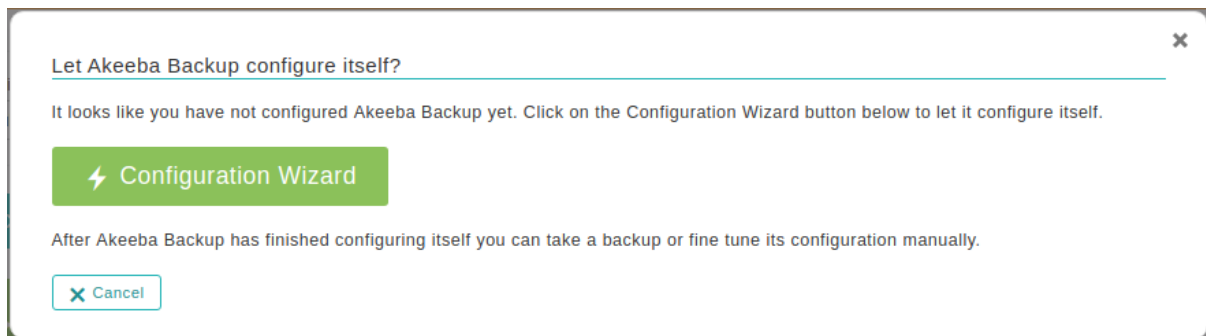 Let Akeeba Backup configure itself?
It looks like you have not configured Akeeba Backup yet. Click on the Configuration Wizard button below to let it configure itself.
Configuration Wizard
After Akeeba Backup has finished configuring itself you can take a backup or fine tune its configuration manually.
Cancel